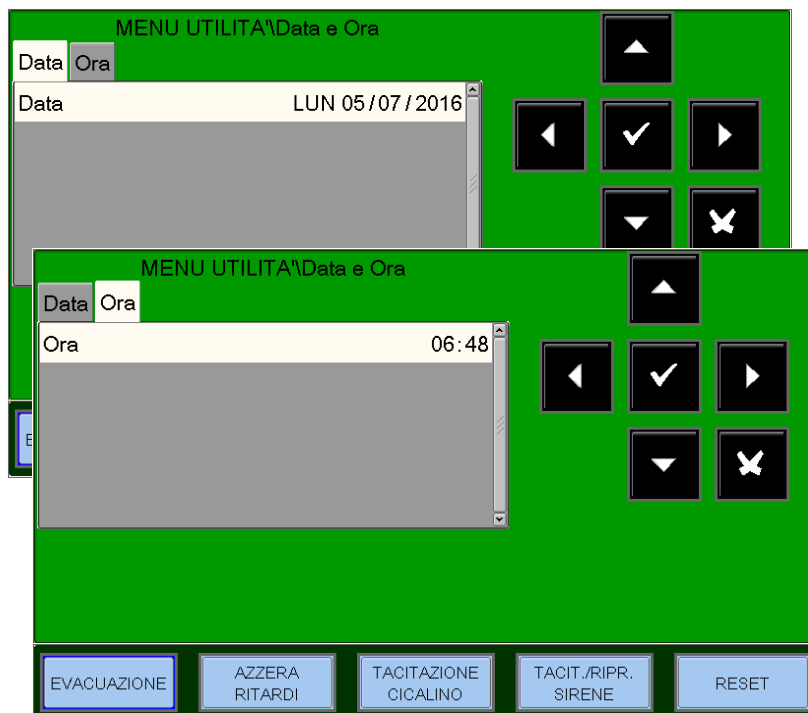 MENU UTILITA'\Data e Ora
Data Ora
Data LUN 05/07/2016
MENU UTILITA'\Data e Ora
Data Ora
Ora 06:48
E
EVACUAZIONE
AZZERA
RITARDI
TACITAZIONE
CICALINO
TACIT./RIPR.
SIRENE
RESET